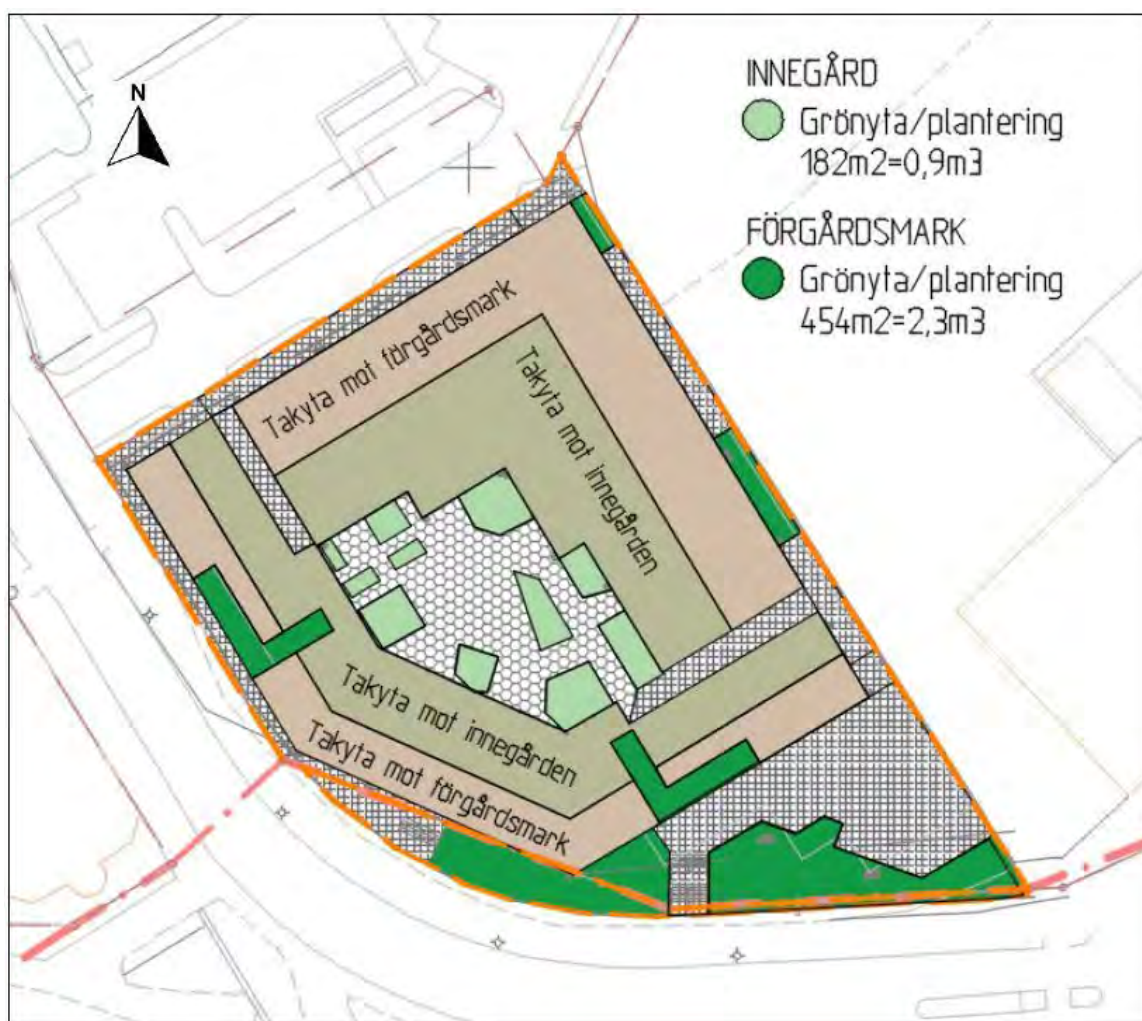 N
INNEGÅRD
Grönyta/plantering
182m2=0,9m3
FÖRGÅRDSMARK
Grönyta/plantering
454m2=2,3m3
Takyta mot förgårdsmark
Takyta mot innegården
Takyta mot innegården
Takyta mot förgårdsmark